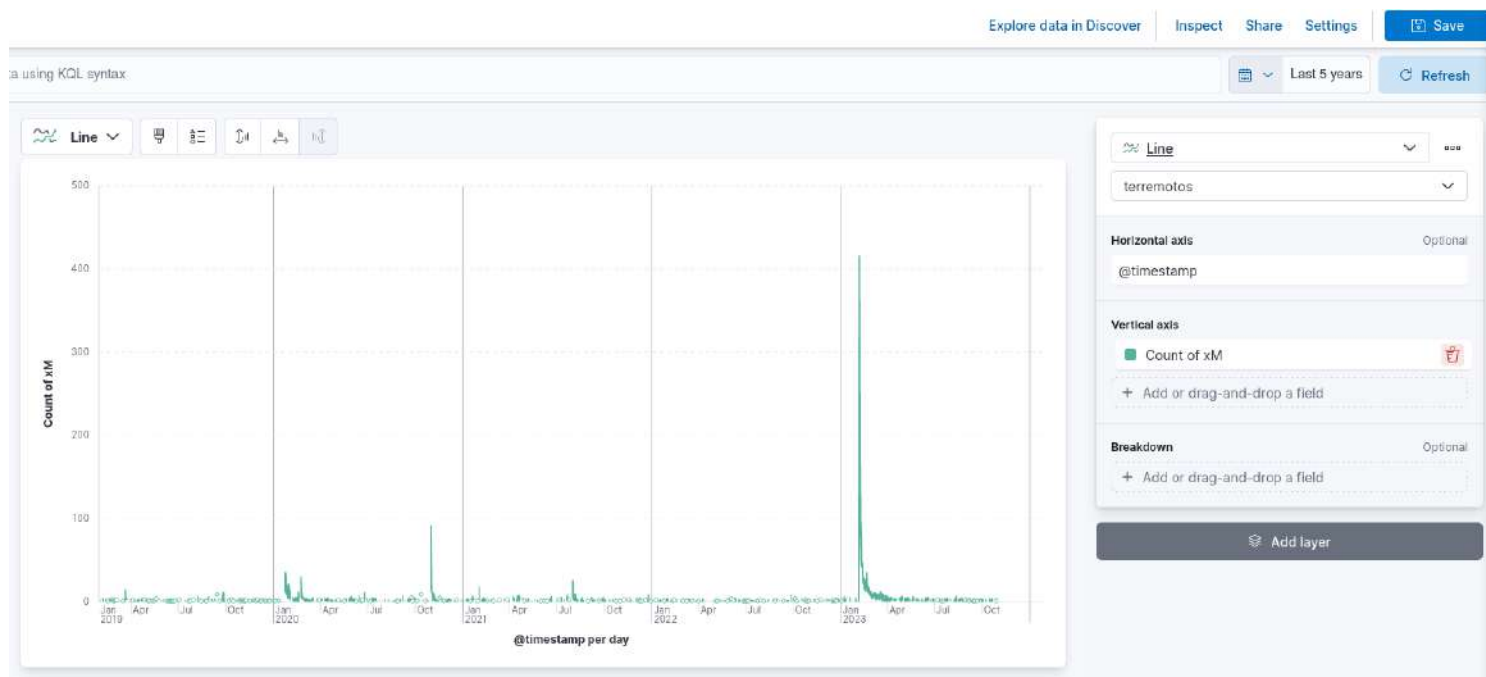 Explore data in Discover Inspect Share Settings Save
a using KQL syntax Last 5 years Refresh
Line
Line
terremotos
Horizontal axis Optional
@timestamp
Vertical axis
Count of xM
+ Add or drag-and-drop a field
Breakdown Optional
+ Add or drag-and-drop a field
Add layer
Count of xM
500
400
300
200
100
0
Jan Apr Jul Oct Jan Apr Jul Oct Jan Apr Jul Oct Jan Apr Jul Oct Jan Apr Jul Oct
2019 2020 2021 2022 2023
@timestamp per day